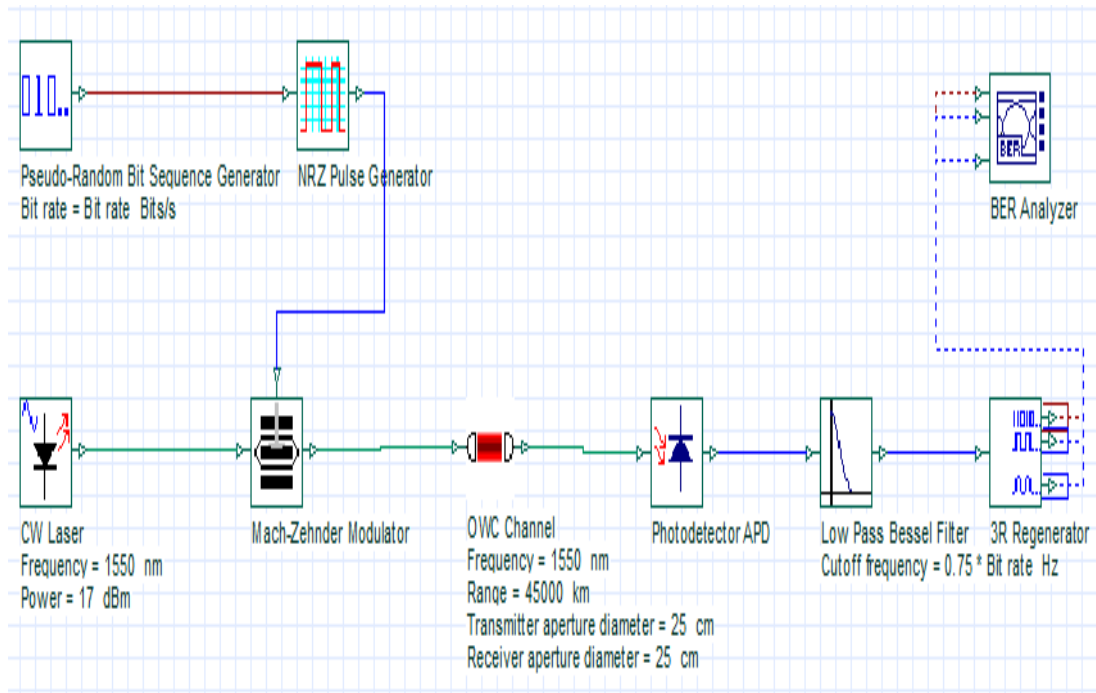 010..
Pseudo-Random Bit Sequence Generator
Bit rate = Bit rate Bits/s
NRZ Pulse Generator
BER
BER Analyzer
CW Laser
Frequency = 1550 nm
Power = 17 dBm
Mach-Zehnder Modulator
OWC Channel
Frequency = 1550 nm
Range = 45000 km
Transmitter aperture diameter = 25 cm
Receiver aperture diameter = 25 cm
Photodetector APD
Low Pass Bessel Filter
Cutoff frequency = 0.75 * Bit rate Hz
3R Regenerator